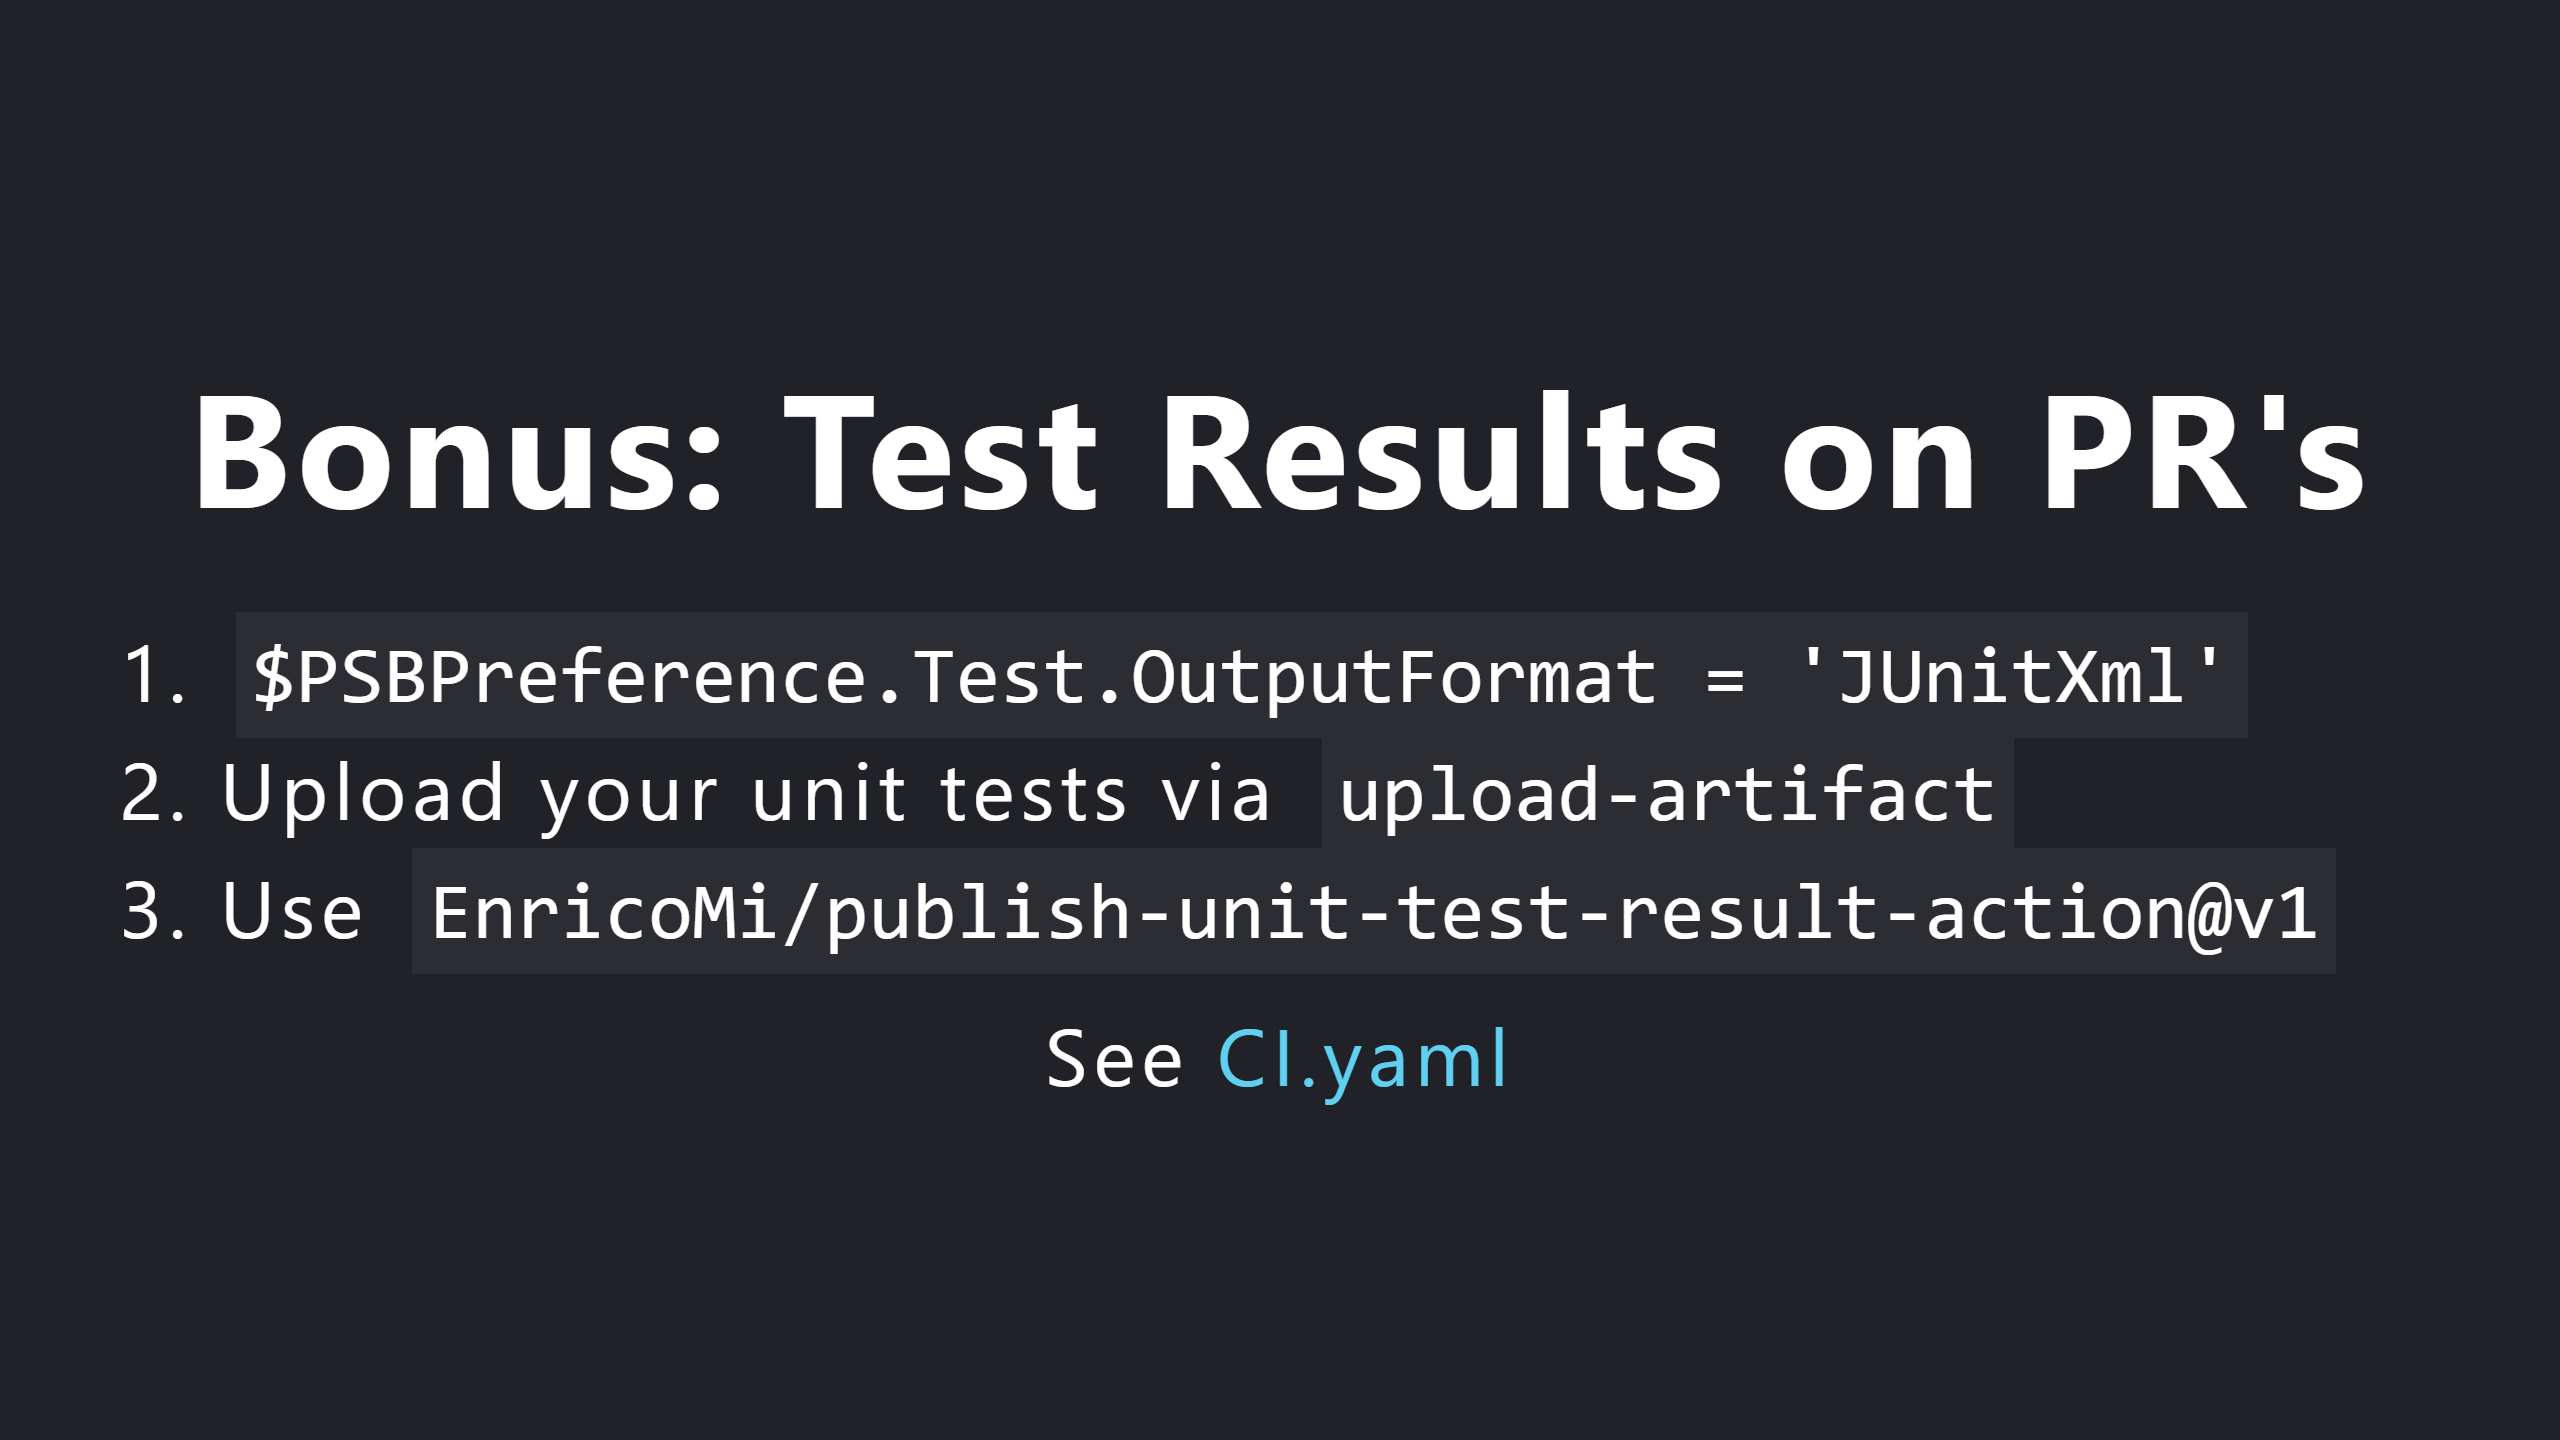 Bonus: Test Results on PR's
1. $PSBPreference.Test.OutputFormat = 'JUnitXml'
2. Upload your unit tests via upload-artifact
3. Use EnricoMi/publish-unit-test-result-action@v1
See CI.yaml